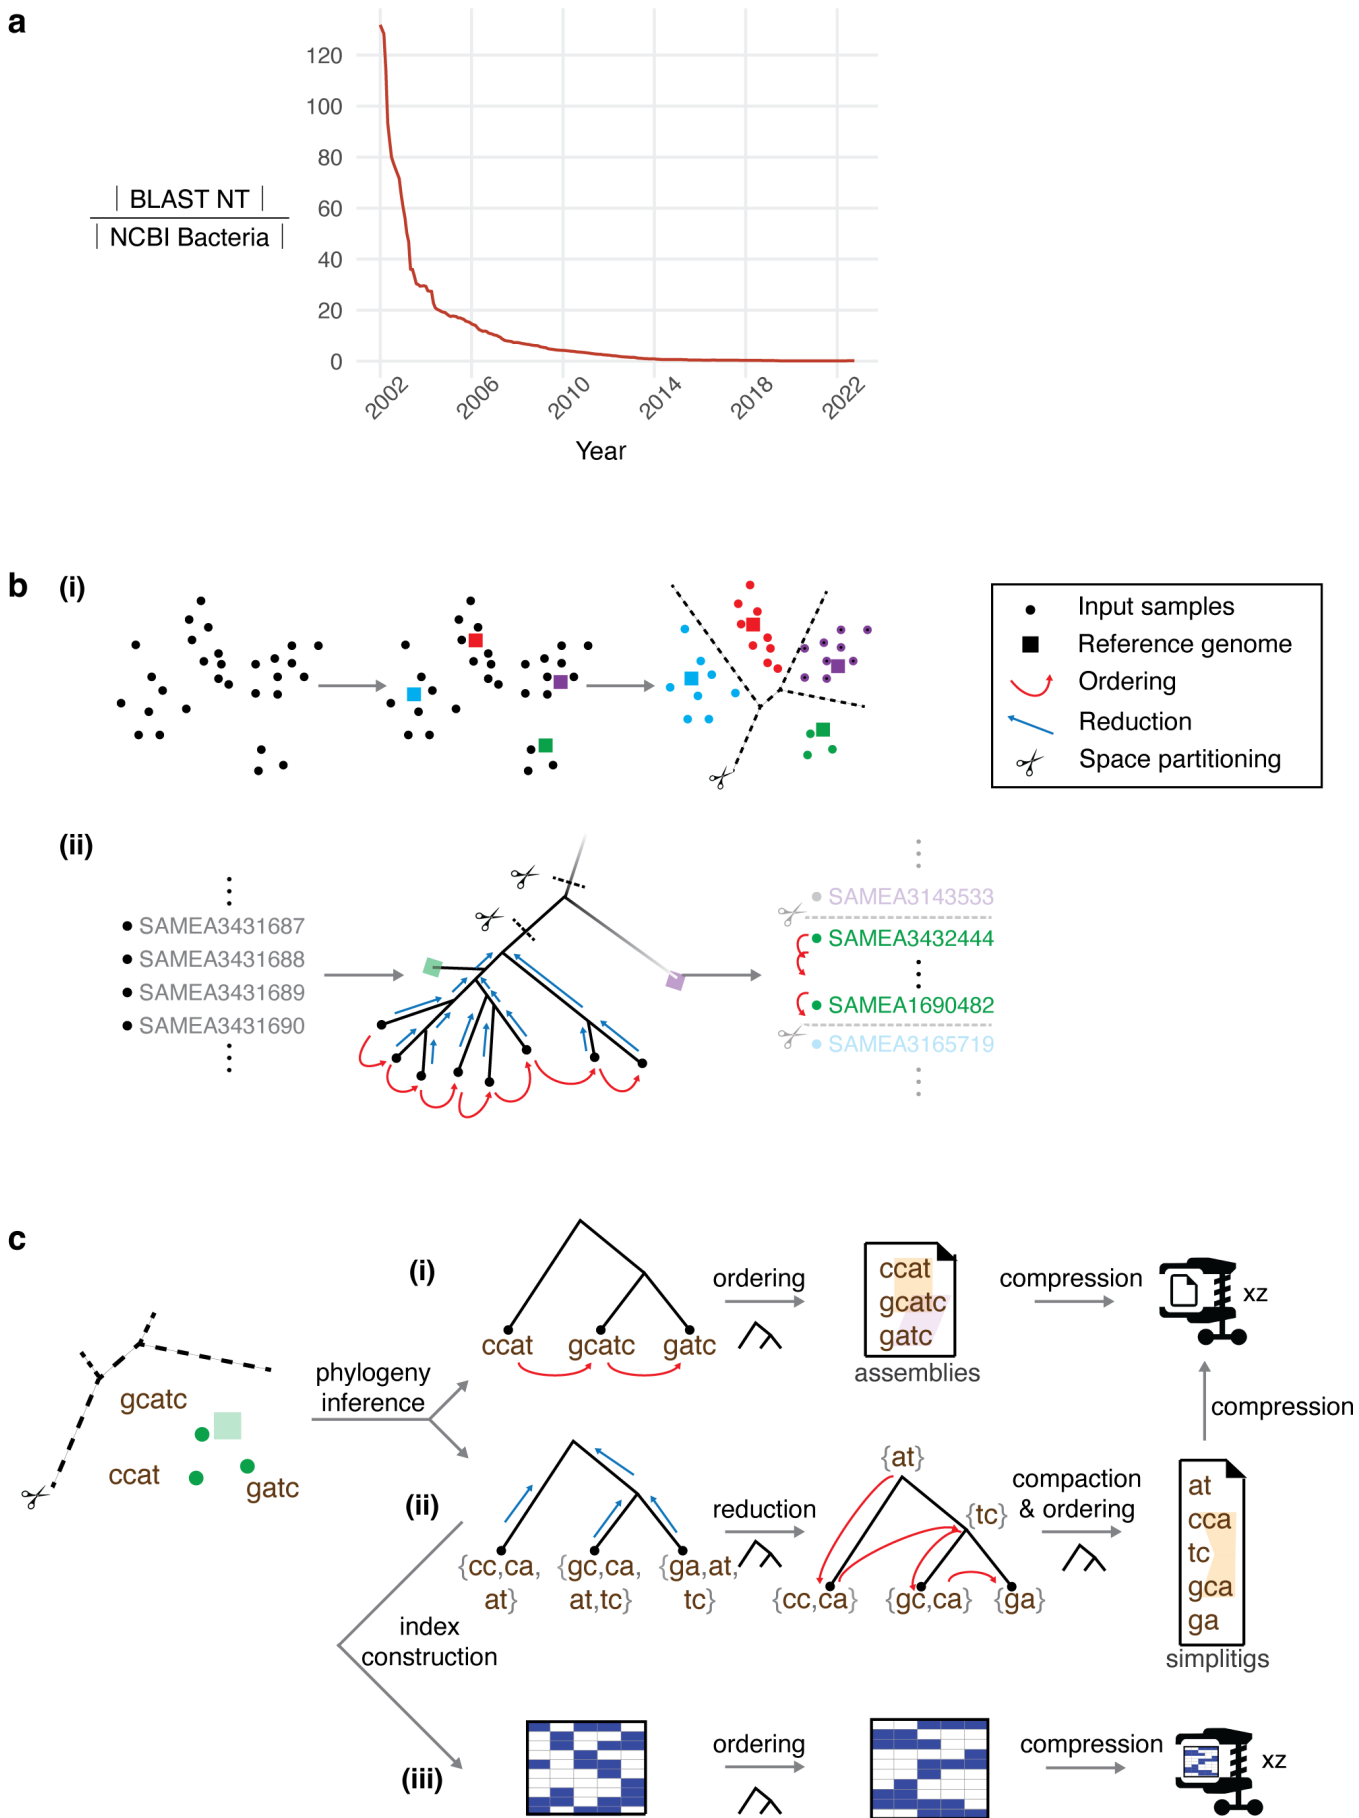 a
120
100
80
60
40
20
0
| BLAST NT |
| NCBI Bacteria |
2002 2006 2010 2014 2018 2022
Year
b
(i)
Input samples
Reference genome
Ordering
Reduction
Space partitioning
(ii)
SAMEA3431687
SAMEA3431688
SAMEA3431689
SAMEA3431690
SAMEA3143533
SAMEA3432444
SAMEA1690482
SAMEA3165719
c
gcatc
ccat
gatc
phylogeny
inference
(i)
ccat gcatc gatc
ordering
ccat
gcatc
gatc
assemblies
compression
xz
compression
(ii)
{cc,ca,
at}
{gc,ca,
at,tc}
{ga,at,
tc}
reduction
{at}
{tc}
{cc,ca} {gc,ca} {ga}
compaction
& ordering
at
cca
tc
gca
ga
simplitigs
index
construction
(iii)
ordering
compression
xz